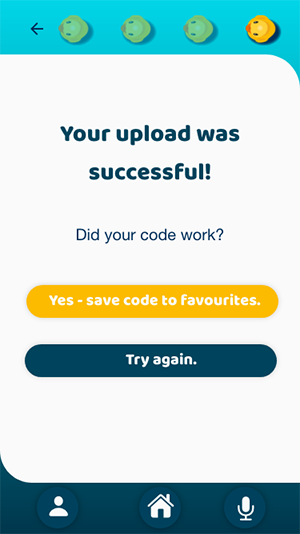 Your upload was
successful!
Did your code work?
Yes - save code to favourites.
Try again.